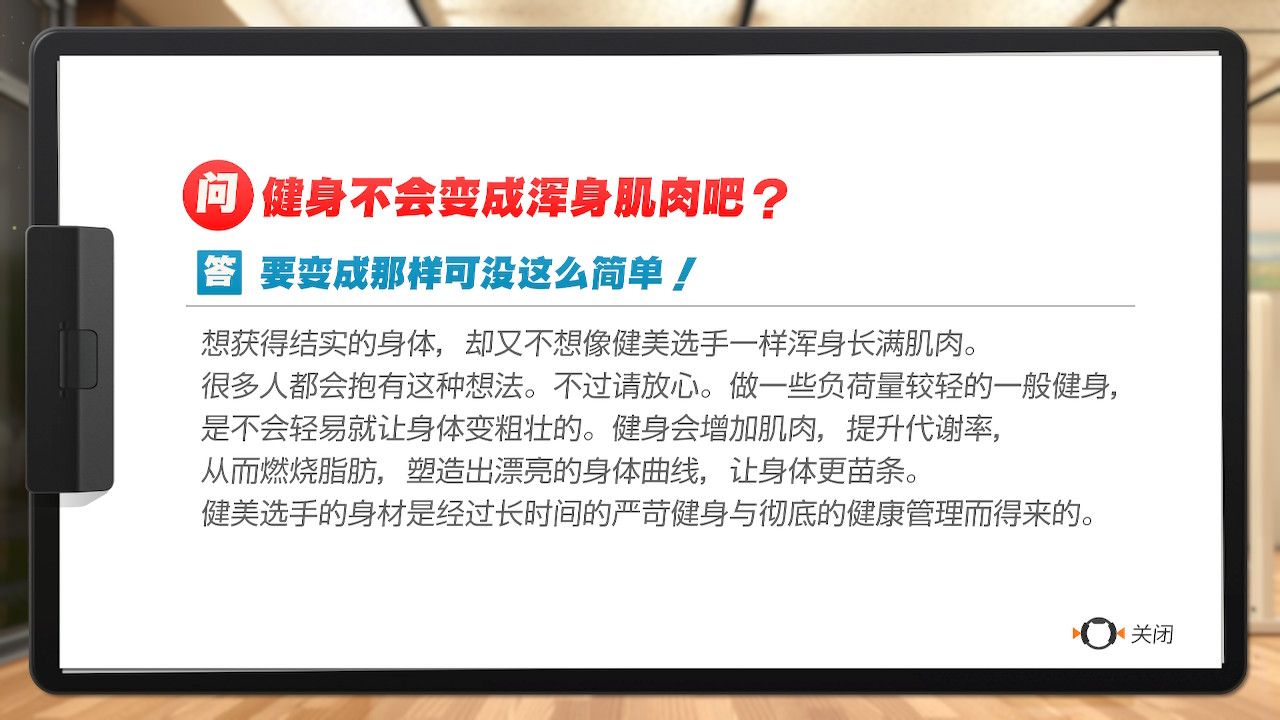 问 健身不会变成浑身肌肉吧？
答 要变成那样可没这么简单！
想获得结实的身体，却又不想像健美选手一样浑身长满肌肉。
很多人都会抱有这种想法。不过请放心。做一些负荷量较轻的一般健身，
是不会轻易就让身体变粗壮的。健身会增加肌肉，提升代谢率，
从而燃烧脂肪，塑造出漂亮的身体曲线，让身体更苗条。
健美选手的身材是经过长时间的严苛健身与彻底的健康管理而得来的。
关闭